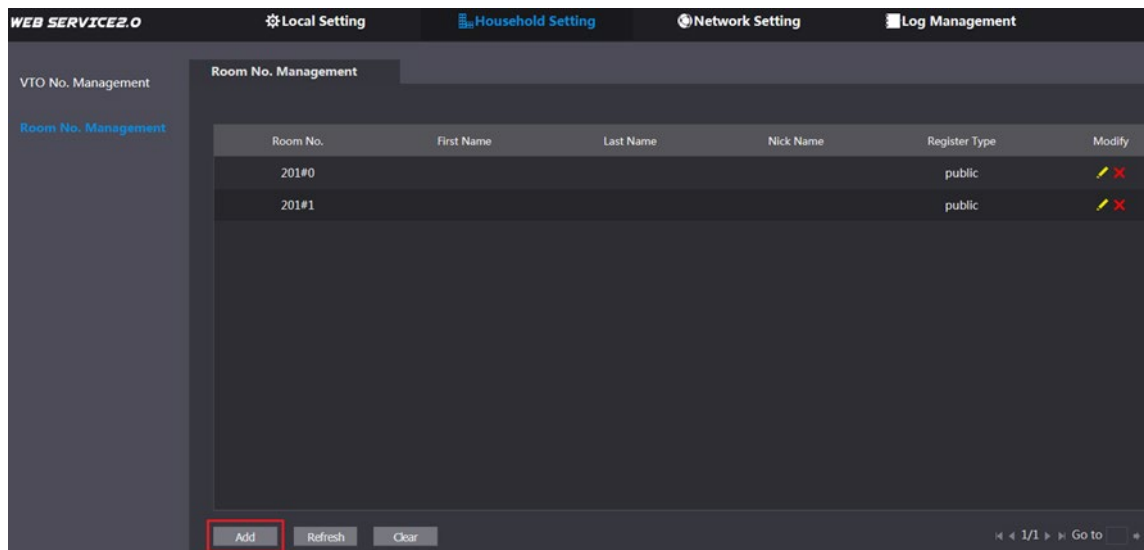 WEB SERVICE2.0 Local Setting Household Setting Network Setting Log Management
VTO No. Management
Room No. Management
Room No. Management
Room No. First Name Last Name Nick Name Register Type Modify
201#0 public
201#1 public
Add Refresh Clear 1/1 Go to